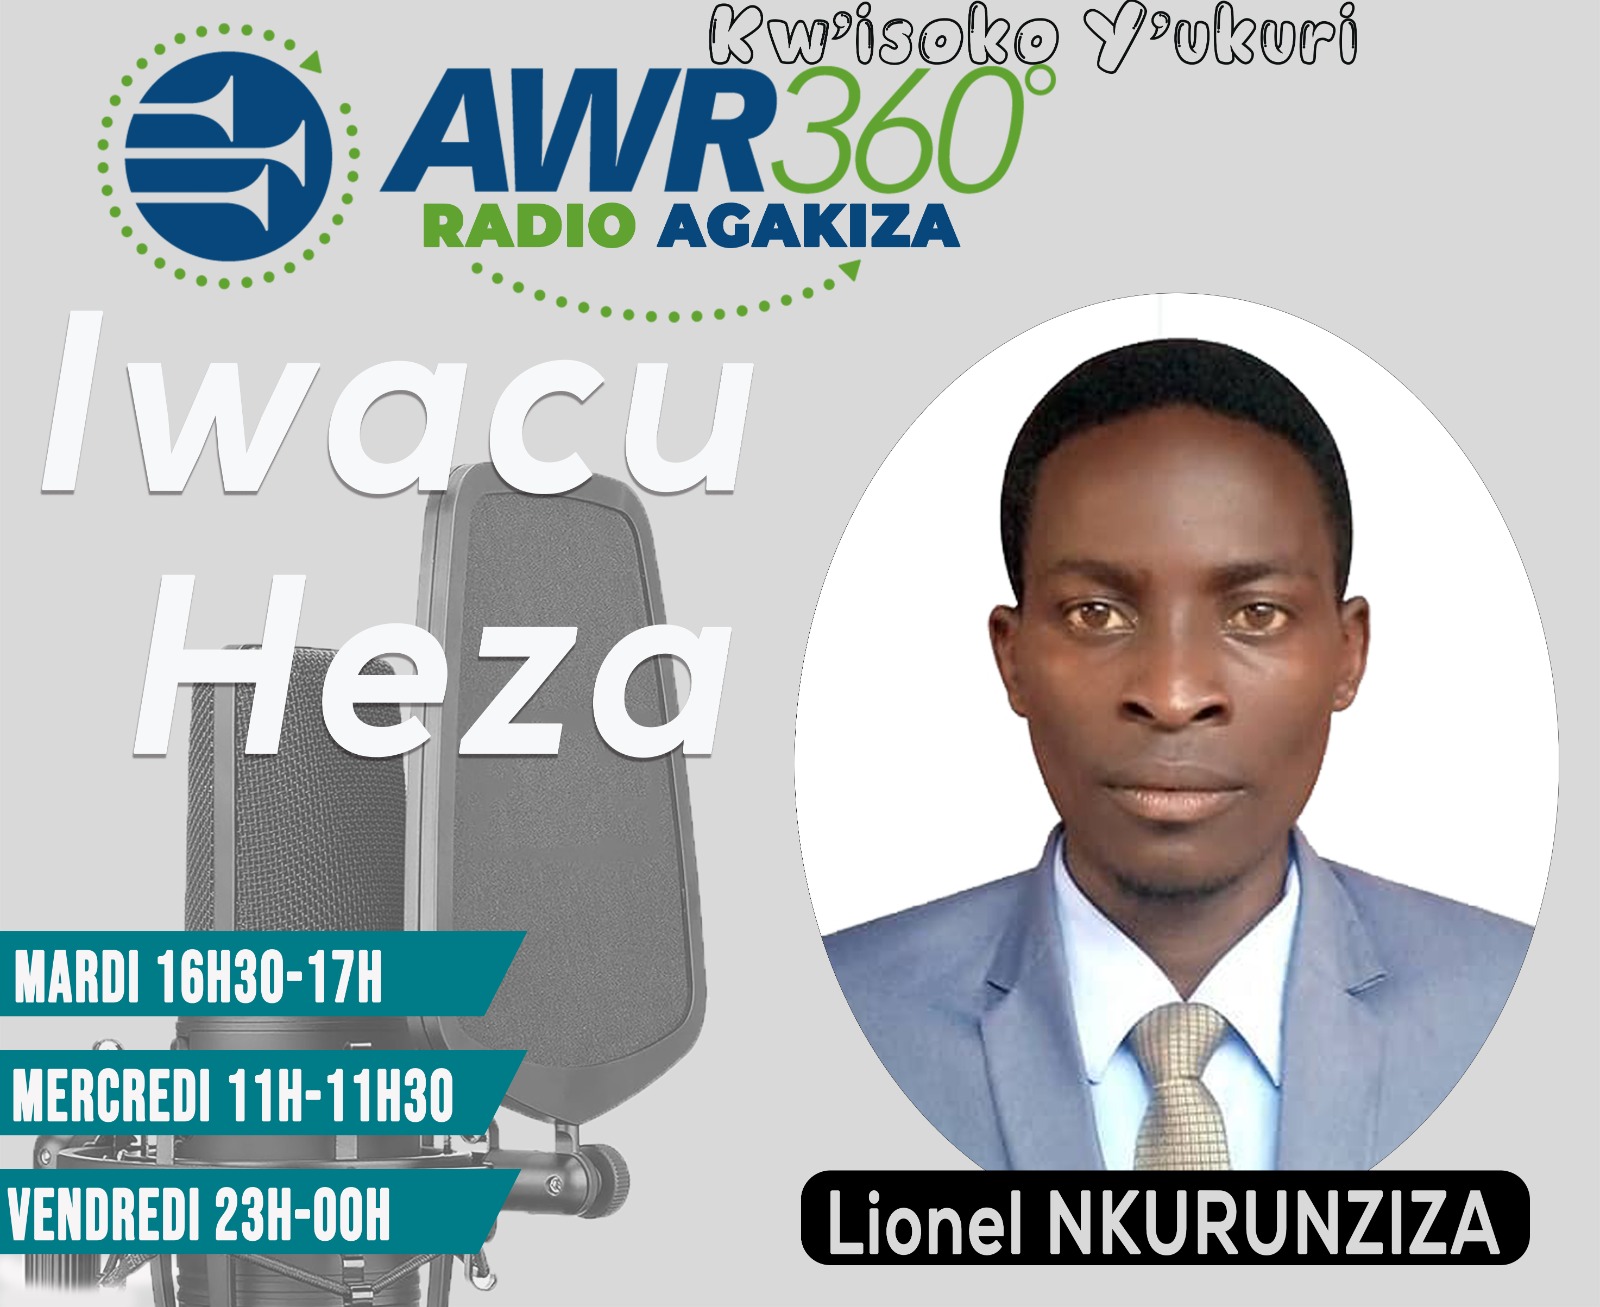 Kw'isoko Y'ukuri
AWR360°
RADIO AGAKIZA
Iwacu
Heza
MARDI 16H30-17H
MERCREDI 11H-11H30
VENDREDI 23H-00H
Lionel NKURUNZIZA